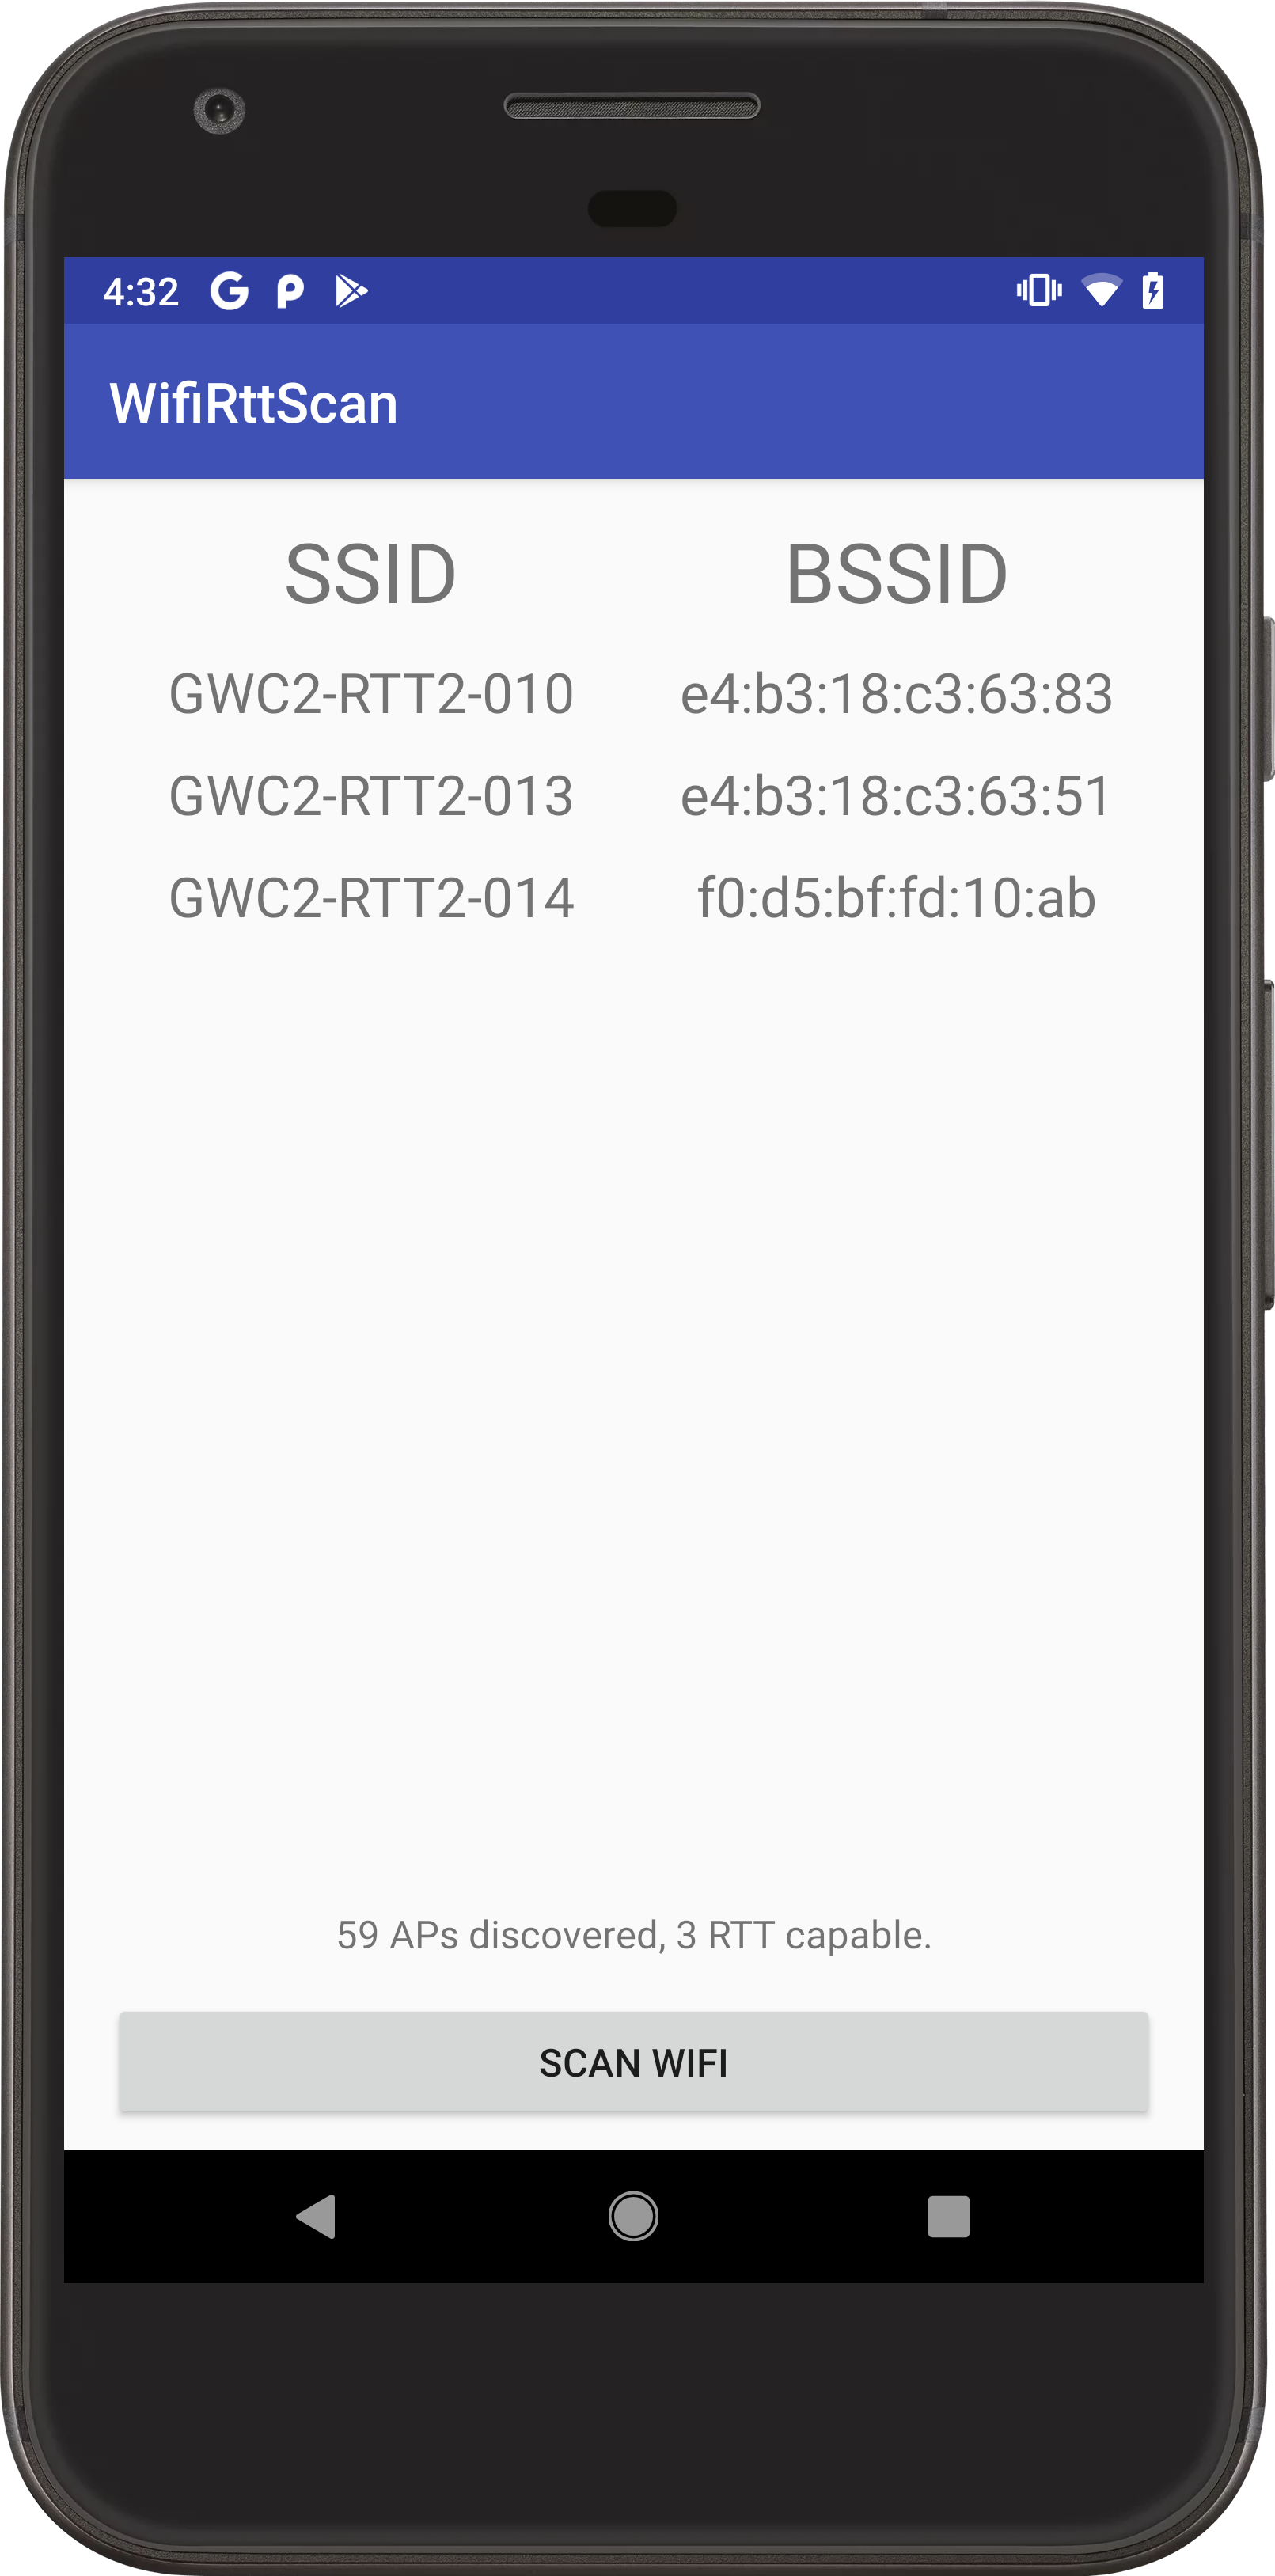 4:32
WifiRttScan
SSID BSSID
GWC2-RTT2-010 e4:b3:18:c3:63:83
GWC2-RTT2-013 e4:b3:18:c3:63:51
GWC2-RTT2-014 f0:d5:bf:fd:10:ab
59 APs discovered, 3 RTT capable.
SCAN WIFI